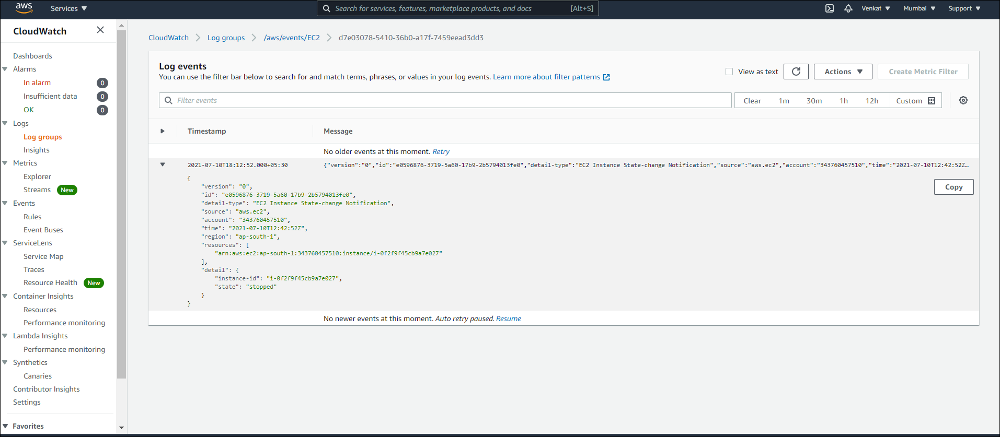 aws
Services
Search for services, features, marketplace products, and docs [Alt+S]
Venkat
Mumbai
Support
CloudWatch
Dashboards
Alarms
In alarm 0
Insufficient data 0
OK 0
Logs
Log groups
Insights
Metrics
Explorer
Streams New
Events
Rules
Event Buses
ServiceLens
Service Map
Traces
Resource Health New
Container Insights
Resources
Performance monitoring
Lambda Insights
Performance monitoring
Synthetics
Canaries
Contributor Insights
Settings
Favorites
CloudWatch
Log groups
/aws/events/EC2
d7e03078-5410-36b0-a17f-7459eead3dd3
Log events
You can use the filter bar below to search for and match terms, phrases, or values in your log events. Learn more about filter patterns
View as text
Actions
Create Metric Filter
Filter events
Clear 1m 30m 1h 12h Custom
Timestamp Message
No older events at this moment. Retry
2021-07-10T18:12:52.000+05:30 {"version":"0","id":"e0596876-3719-5a60-17b9-2b5794013fe0","detail-type":"EC2 Instance State-change Notification","source":"aws.ec2","account":"343760457510","time":"2021-07-10T12:42:52Z…
{
"version": "0",
"id": "e0596876-3719-5a60-17b9-2b5794013fe0",
"detail-type": "EC2 Instance State-change Notification",
"source": "aws.ec2",
"account": "343760457510",
"time": "2021-07-10T12:42:52Z",
"region": "ap-south-1",
"resources": [
"arn:aws:ec2:ap-south-1:343760457510:instance/i-0f2f9f45cb9a7e027"
],
"detail": {
"instance-id": "i-0f2f9f45cb9a7e027",
"state": "stopped"
}
}
Copy
No newer events at this moment. Auto retry paused. Resume